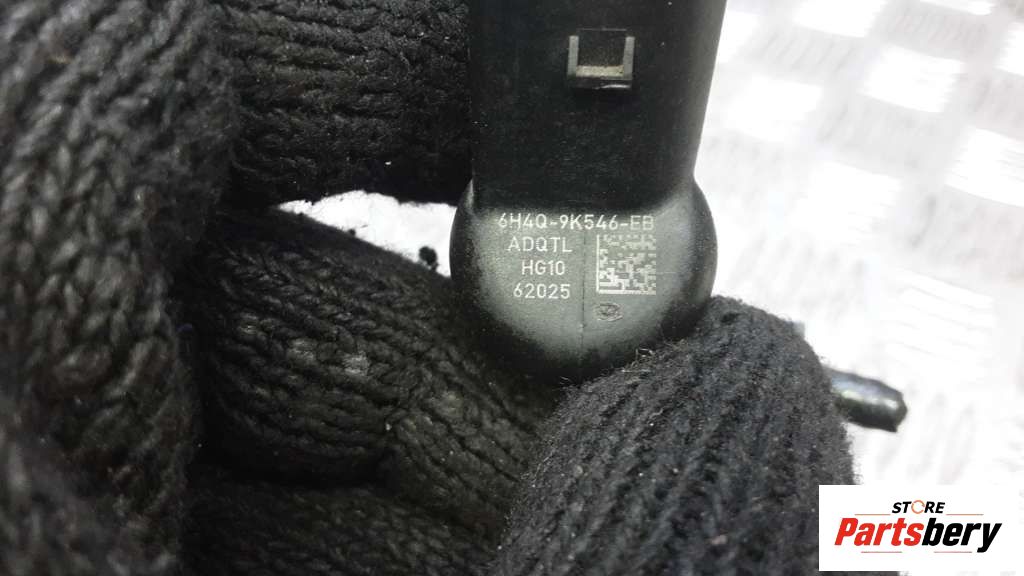 6H4Q-9K546-EB
ADQTL
HG10
62025
STORE
Partsbery